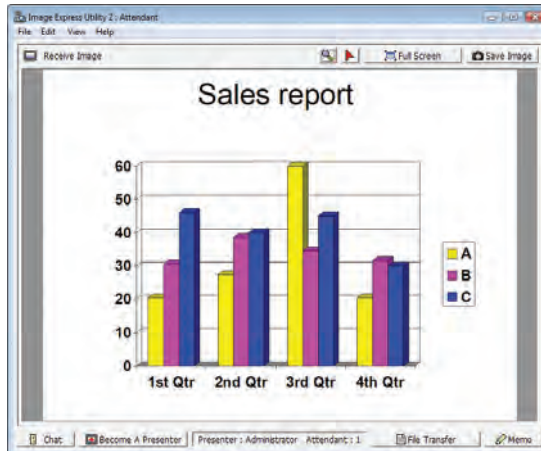 Image Express Utility 2 : Attendant
File Edit View Help
Receive Image
Full Screen
Save Image
Sales report
60
50
40
30
20
10
0
1st Qtr 2nd Qtr 3rd Qtr 4th Qtr
A
B
C
Chat
Become A Presenter
Presenter : Administrator Attendant : 1
File Transfer
Memo